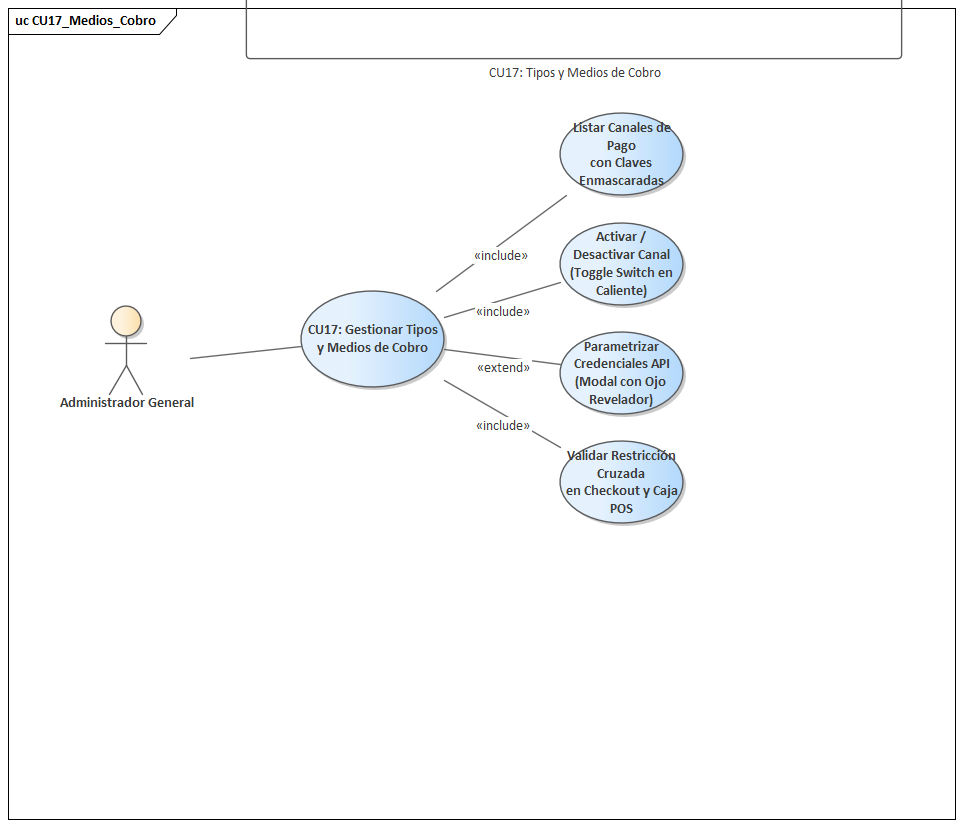 uc CU17_Medios_Cobro
CU17: Tipos y Medios de Cobro
Listar Canales de
Pago
con Claves
Enmascaradas
«include»
Activar /
Desactivar Canal
(Toggle Switch en
Caliente)
«include»
CU17: Gestionar Tipos
y Medios de Cobro
Parametrizar
Credenciales API
(Modal con Ojo
Revelador)
«extend»
Administrador General
«include»
Validar Restricción
Cruzada
en Checkout y Caja
POS